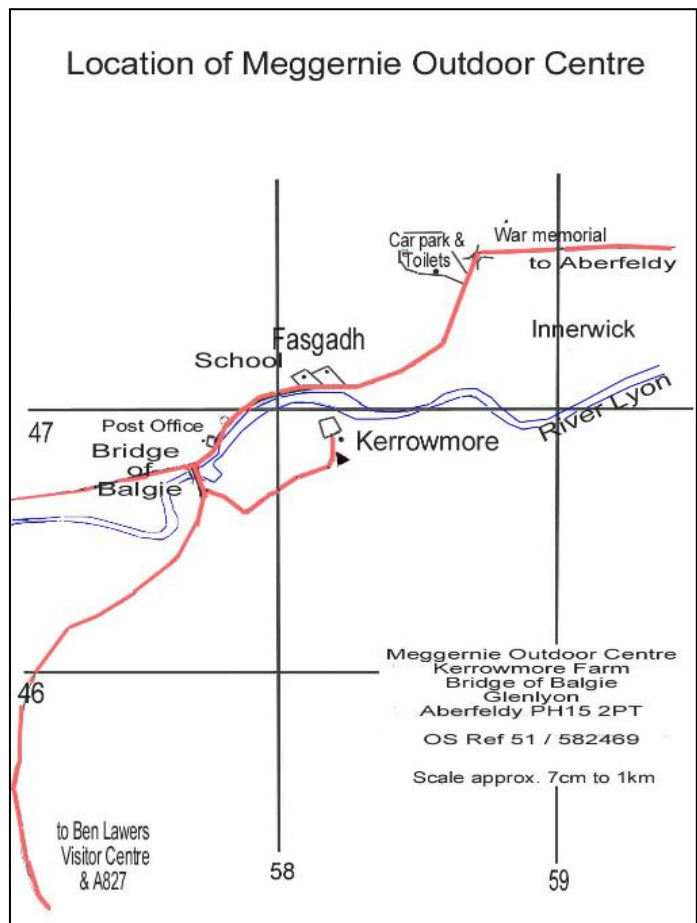 Location of Meggernie Outdoor Centre
War memorial
Car park &
Toilets
to Aberfeldy
Innerwick
Fasgadh
School
River Lyon
47
Post Office
Kerrowmore
Bridge
of
Balgie
46
Meggernie Outdoor Centre
Kerrowmore Farm
Bridge of Balgie
Glenlyon
Aberfeldy PH15 2PT
OS Ref 51 / 582469
Scale approx. 7cm to 1km
to Ben Lawers
Visitor Centre
& A827
58
59